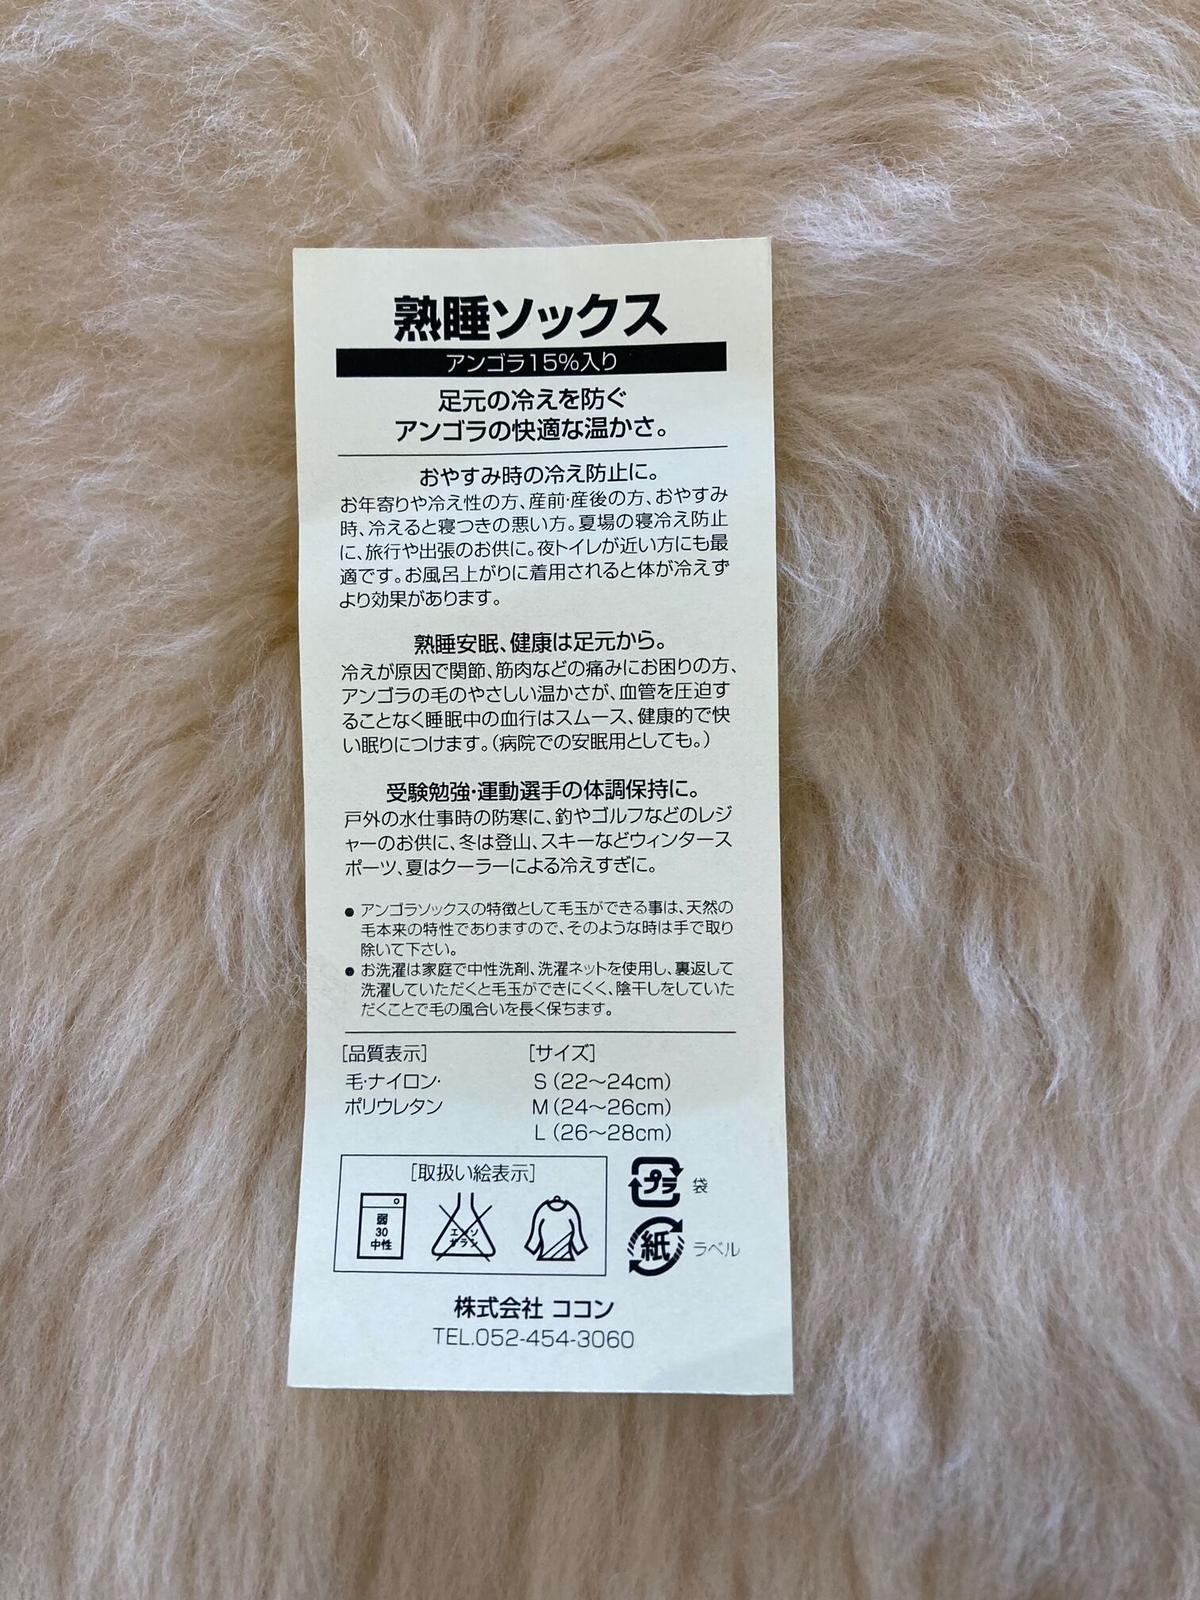 熟睡ソックス
アンゴラ15%入り
足元の冷えを防ぐ
アンゴラの快適な温かさ。
おやすみ時の冷え防止に。
お年寄りや冷え性の方、産前・産後の方、おやすみ
時、冷えると寝つきの悪い方。夏場の寝冷え防止
に、旅行や出張のお供に。夜トイレが近い方にも最
適です。お風呂上がりに着用されると体が冷えず
より効果があります。
熟睡安眠、健康は足元から。
冷えが原因で関節、筋肉などの痛みにお困りの方、
アンゴラの毛のやさしい温かさが、血管を圧迫す
ることなく睡眠中の血行はスムース、健康的で快
い眠りにつけます。(病院での安眠用としても。)
受験勉強・運動選手の体調保持に。
戸外の水仕事時の防寒に、釣やゴルフなどのレジ
ャーのお供に、冬は登山、スキーなどウィンタース
ポーツ、夏はクーラーによる冷えすぎに。
● アンゴラソックスの特徴として毛玉ができる事は、天然の
毛本来の特性でありますので、そのような時は手で取り
除いて下さい。
● お洗濯は家庭で中性洗剤、洗濯ネットを使用し、裏返して
洗濯していただくと毛玉ができにくく、陰干しをしていた
だくことで毛の風合いを長く保ちます。
[品質表示]
毛・ナイロン・
ポリウレタン
[サイズ]
S(22〜24cm)
M(24〜26cm)
L(26〜28cm)
[取扱い絵表示]
弱
30
中性
エンソ
サラシ
プラ 袋
紙 ラベル
株式会社 ココン
TEL.052-454-3060